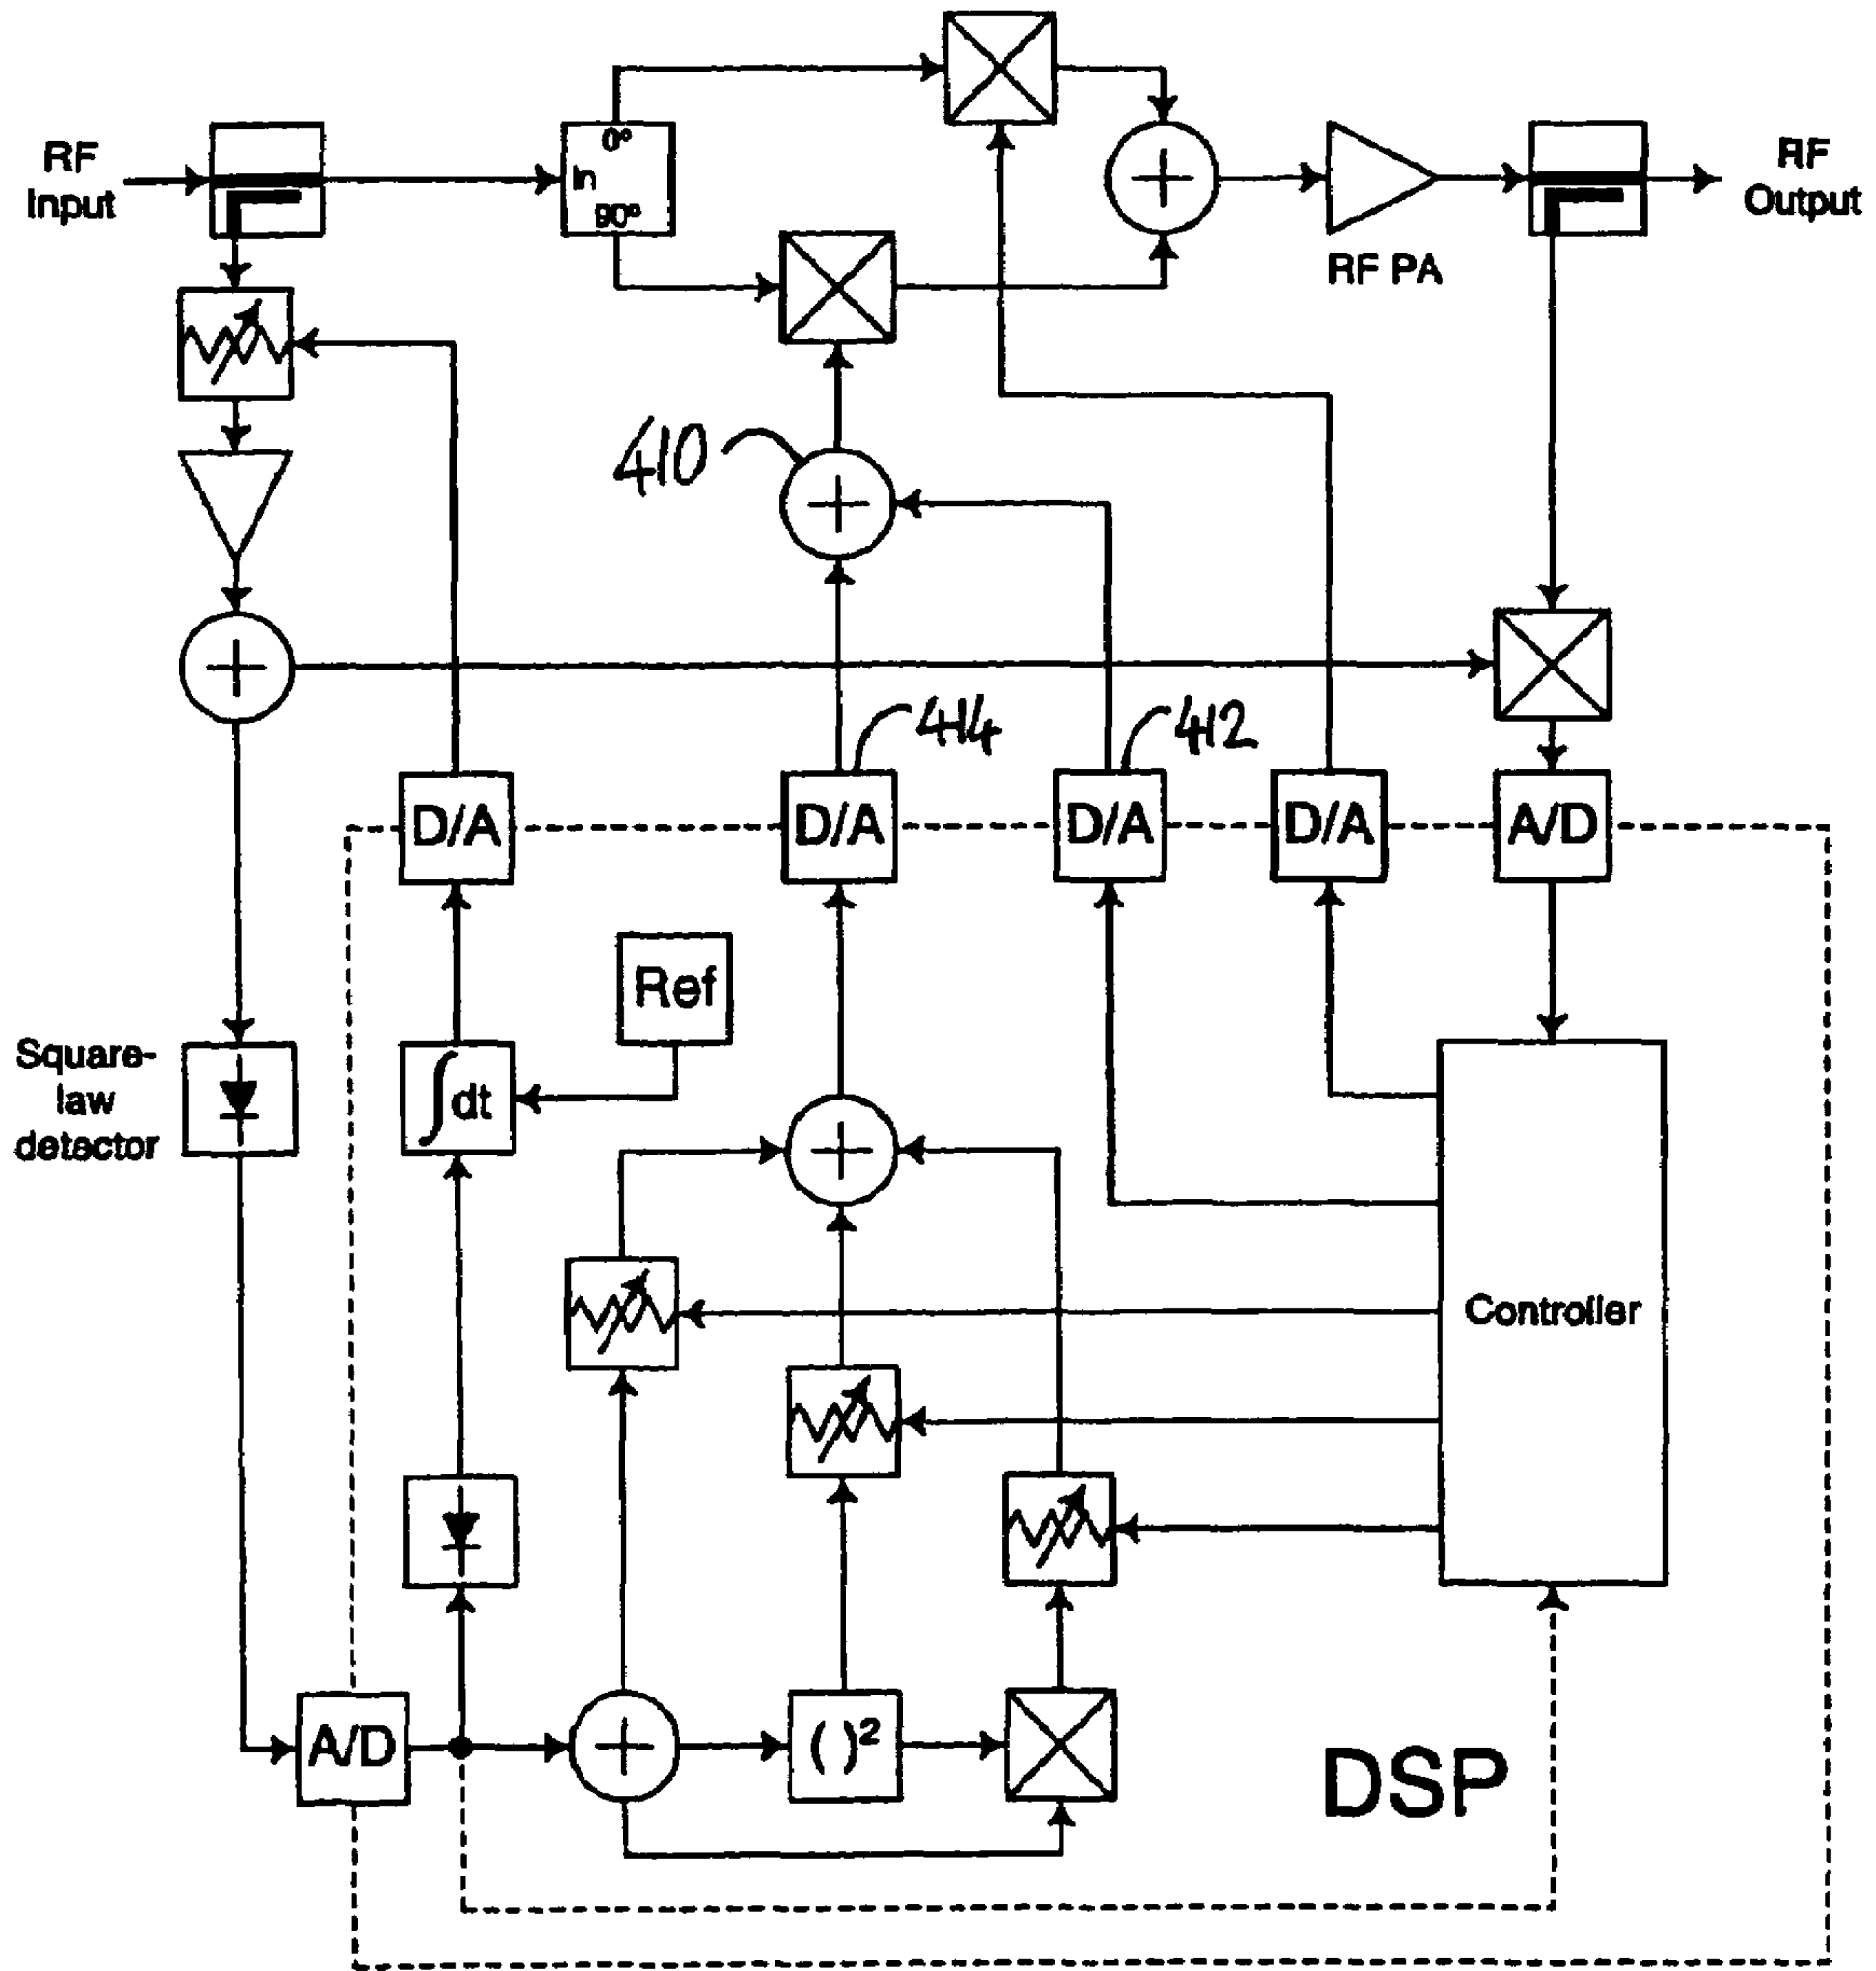 0°
RF
Input
In
90°
RF
Output
RF PA
410
414
412
D/A
D/A
D/A
D/A
A/D
Ref
Square-
law
detector
∫dt
Controller
A/D
( )²
DSP